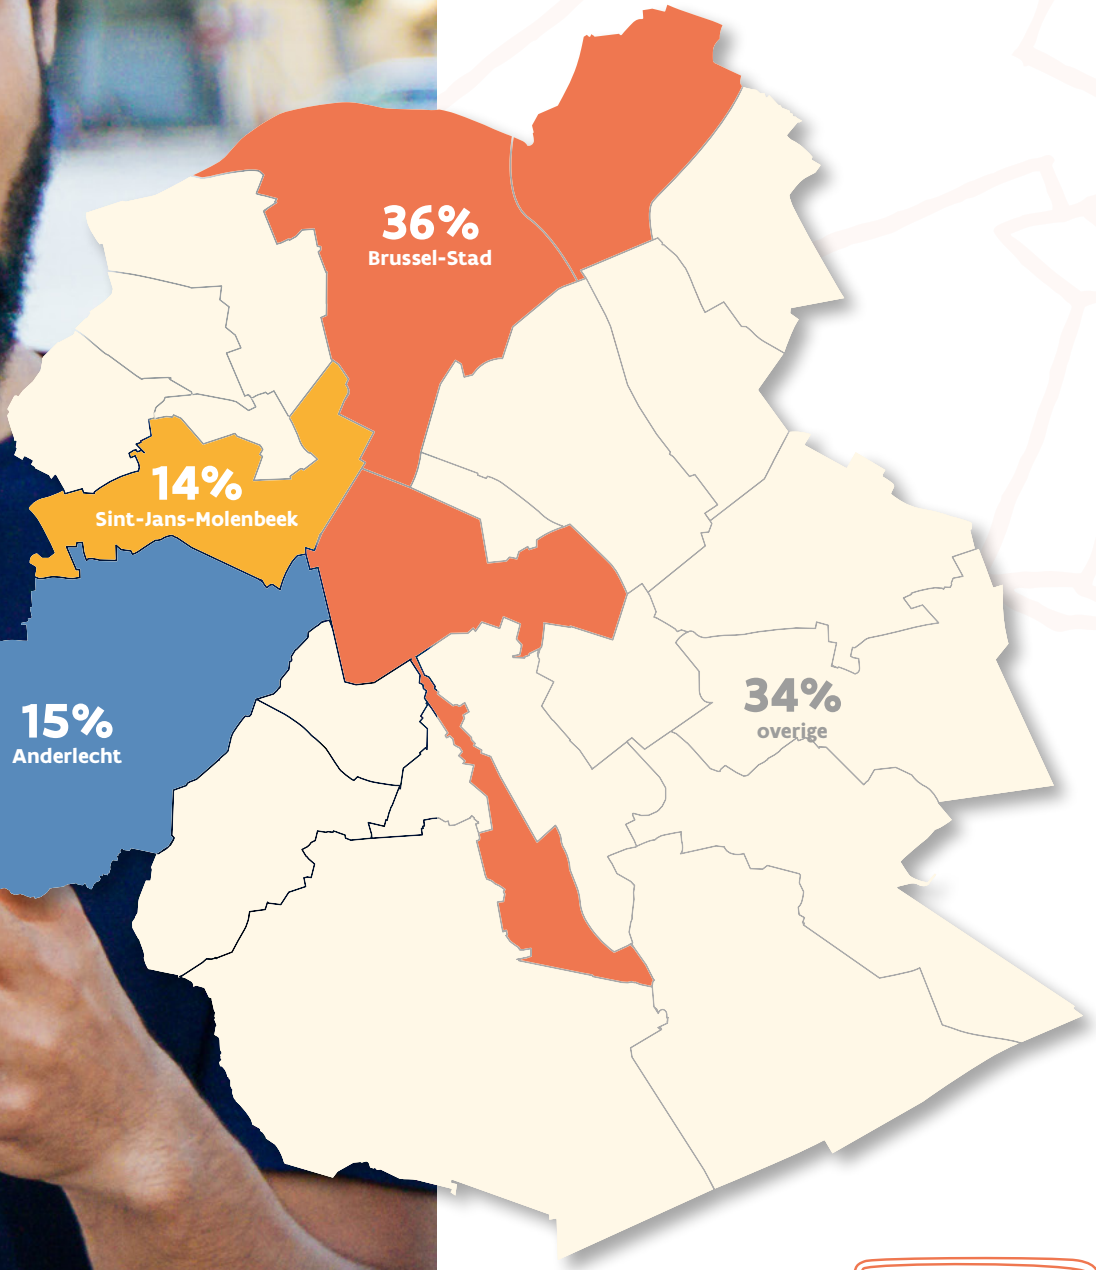 36%
Brussel-Stad
14%
Sint-Jans-Molenbeek
15%
Anderlecht
34%
overige